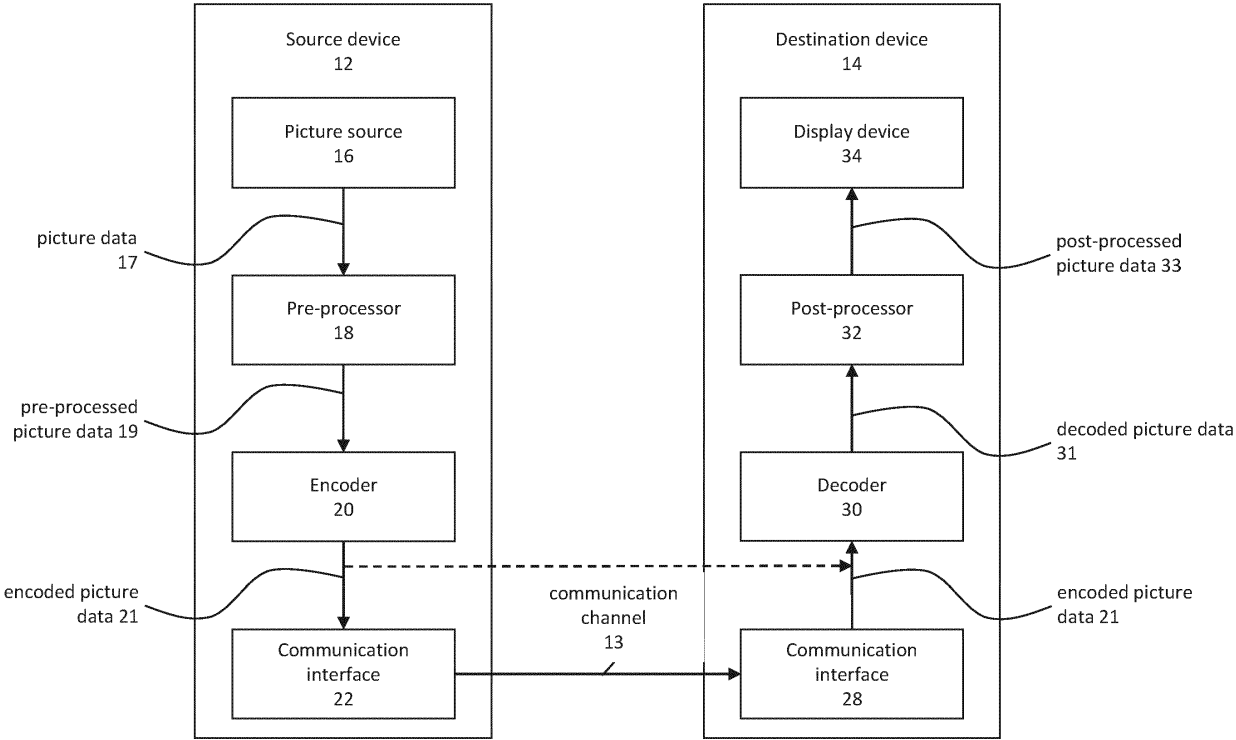 Source device
12
Picture source
16
picture data
17
Pre-processor
18
pre-processed
picture data 19
Encoder
20
encoded picture
data 21
Communication
interface
22
communication
channel
13
Destination device
14
Display device
34
post-processed
picture data 33
Post-processor
32
decoded picture data
31
Decoder
30
encoded picture
data 21
Communication
interface
28